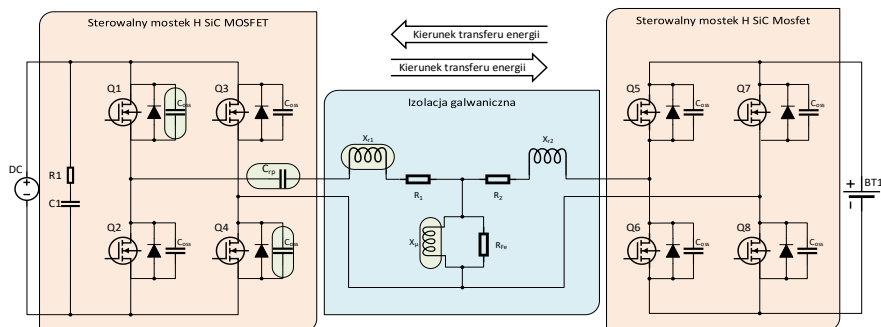 Sterowalny mostek H SiC MOSFET
Sterowalny mostek H SiC Mosfet
Kierunek transferu energii
Kierunek transferu energii
Izolacja galwaniczna
Q1
Coss
Q3
Coss
Q5
Coss
Q7
Coss
Xr1
Xr2
Crp
DC
R1
C1
R1
R2
BT1
Q2
Coss
Q4
Coss
Xμ
RFe
Q6
Coss
Q8
Coss